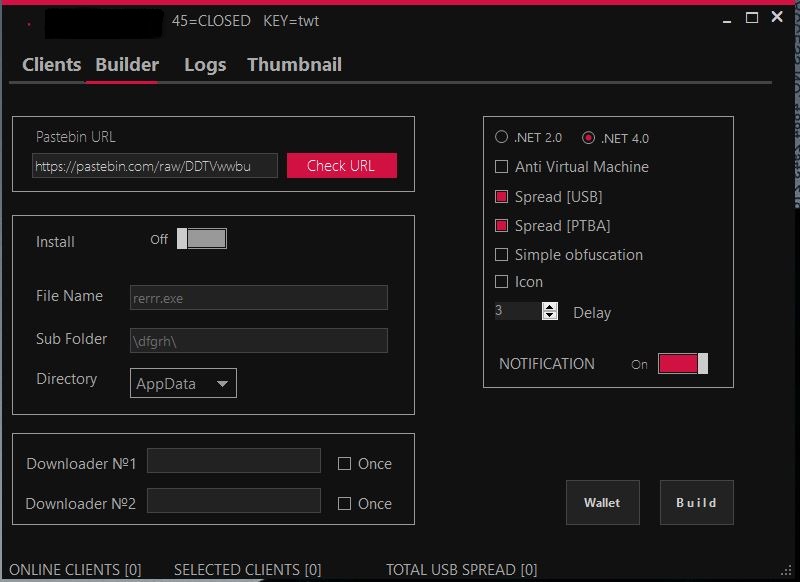 45=CLOSED KEY=twt
Clients Builder Logs Thumbnail
Pastebin URL
https://pastebin.com/raw/DDTVwwbu Check URL
Install Off
File Name rerrr.exe
Sub Folder \dfgrh\
Directory AppData
Downloader №1 Once
Downloader №2 Once
.NET 2.0 .NET 4.0
Anti Virtual Machine
Spread [USB]
Spread [PTBA]
Simple obfuscation
Icon
3 Delay
NOTIFICATION On
Wallet Build
ONLINE CLIENTS [0] SELECTED CLIENTS [0] TOTAL USB SPREAD [0]